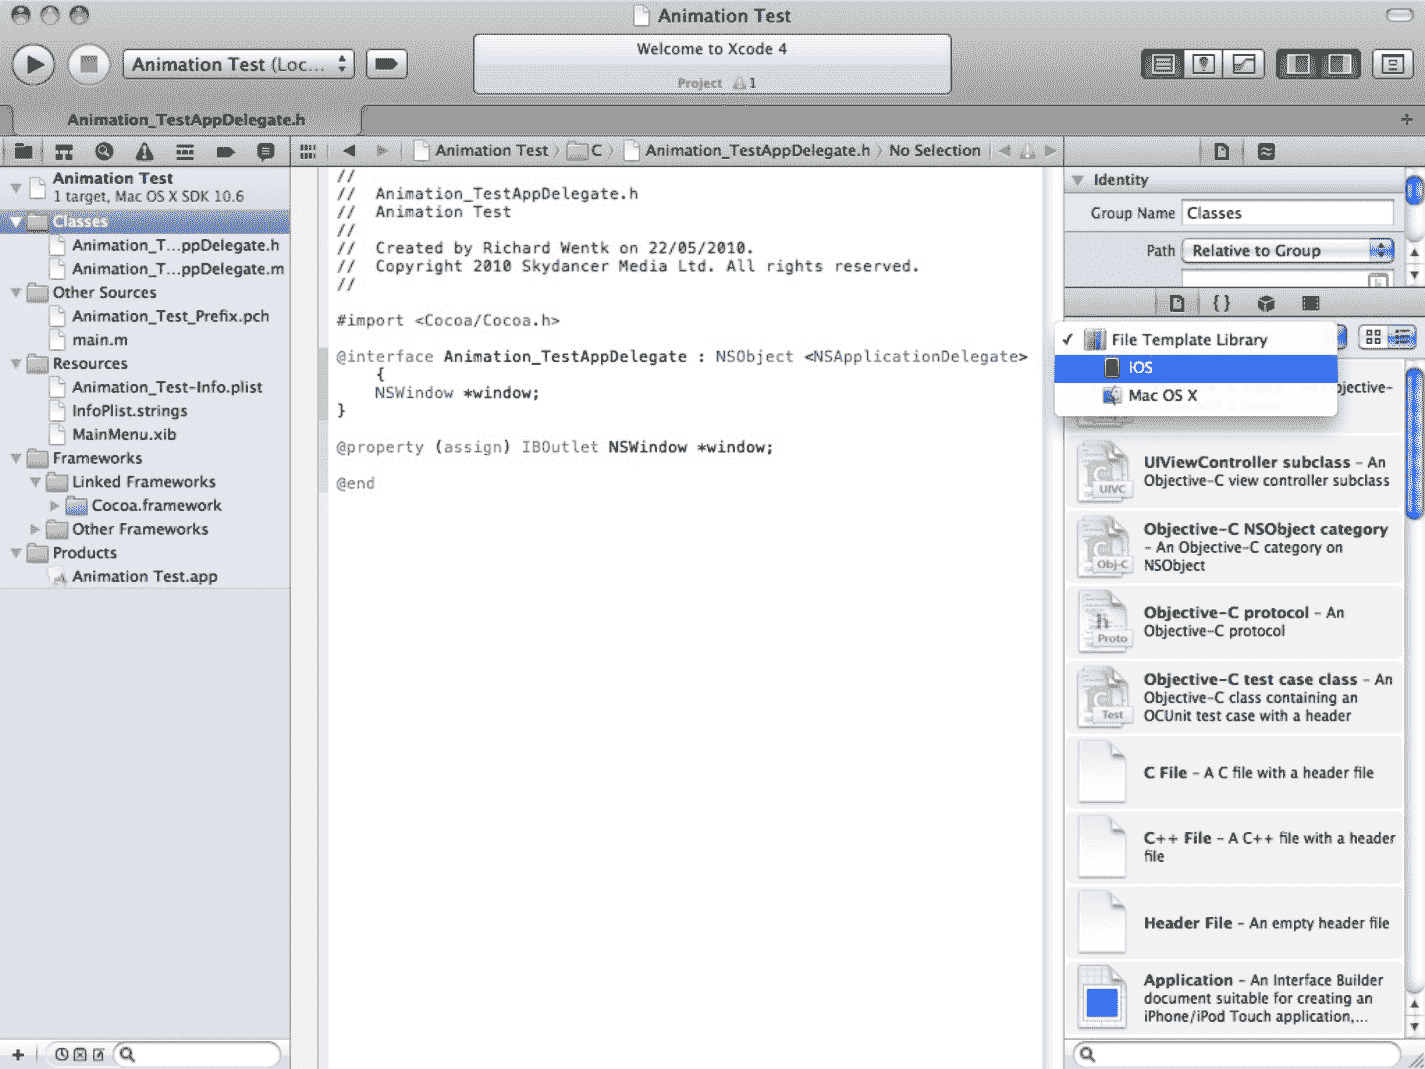 Animation Test
Animation Test (Loc...
Welcome to Xcode 4
Project 1
Animation_TestAppDelegate.h
Animation Test
C
Animation_TestAppDelegate.h
No Selection
Animation Test
1 target, Mac OS X SDK 10.6
Classes
Animation_T...ppDelegate.h
Animation_T...ppDelegate.m
Other Sources
Animation_Test_Prefix.pch
main.m
Resources
Animation_Test-Info.plist
InfoPlist.strings
MainMenu.xib
Frameworks
Linked Frameworks
Cocoa.framework
Other Frameworks
Products
Animation Test.app
//
// Animation_TestAppDelegate.h
// Animation Test
//
// Created by Richard Wentk on 22/05/2010.
// Copyright 2010 Skydancer Media Ltd. All rights reserved.
//
#import <Cocoa/Cocoa.h>
@interface Animation_TestAppDelegate : NSObject <NSApplicationDelegate>
{
NSWindow *window;
}
@property (assign) IBOutlet NSWindow *window;
@end
Identity
Group Name Classes
Path Relative to Group
{}
File Template Library
iOS
Mac OS X
bjective-
UIVC
UIViewController subclass - An
Objective-C view controller subclass
Obj-C
Objective-C NSObject category
- An Objective-C category on
NSObject
h
Proto
Objective-C protocol - An
Objective-C protocol
C
Test
Objective-C test case class - An
Objective-C class containing an
OCUnit test case with a header
C File - A C file with a header file
C++ File - A C++ file with a header
file
Header File - An empty header file
Application - An Interface Builder
document suitable for creating an
iPhone/iPod Touch application,...